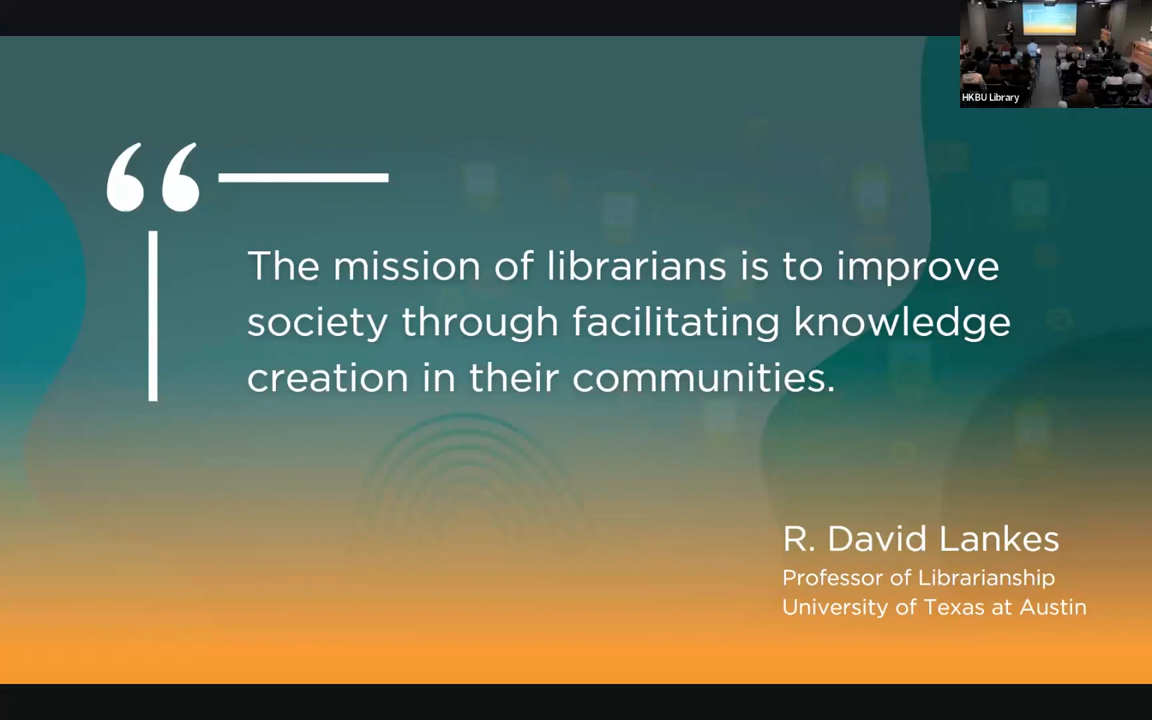 HKBU Library
“
The mission of librarians is to improve
society through facilitating knowledge
creation in their communities.
R. David Lankes
Professor of Librarianship
University of Texas at Austin